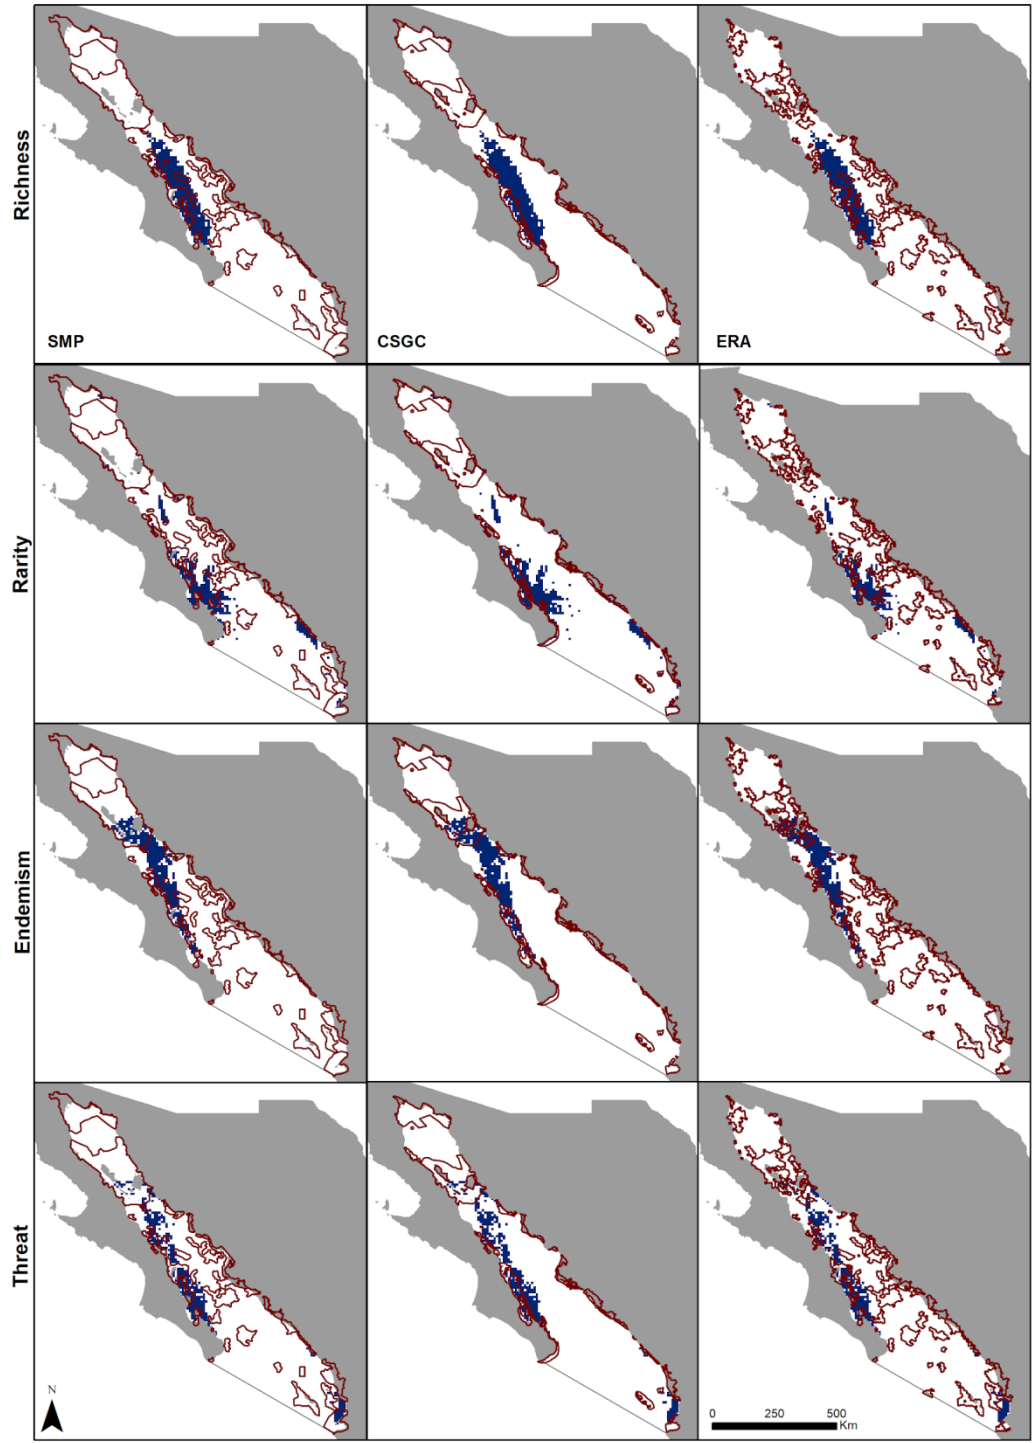 Richness
SMP
CSGC
ERA
Rarity
Endemism
Threat
N
0 250 500
Km